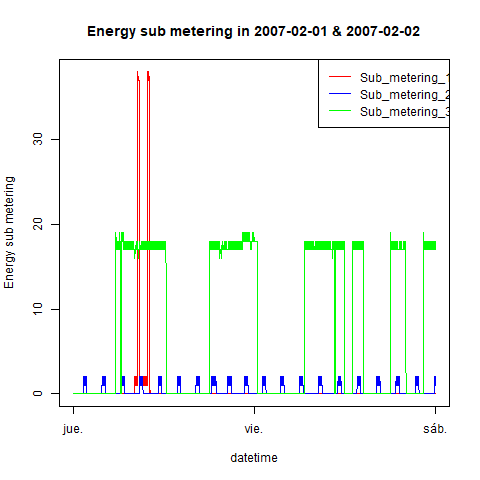 Energy sub metering in 2007-02-01 & 2007-02-02
Sub_metering_1
Sub_metering_2
Sub_metering_3
Energy sub metering
30
20
10
0
jue.
vie.
sáb.
datetime